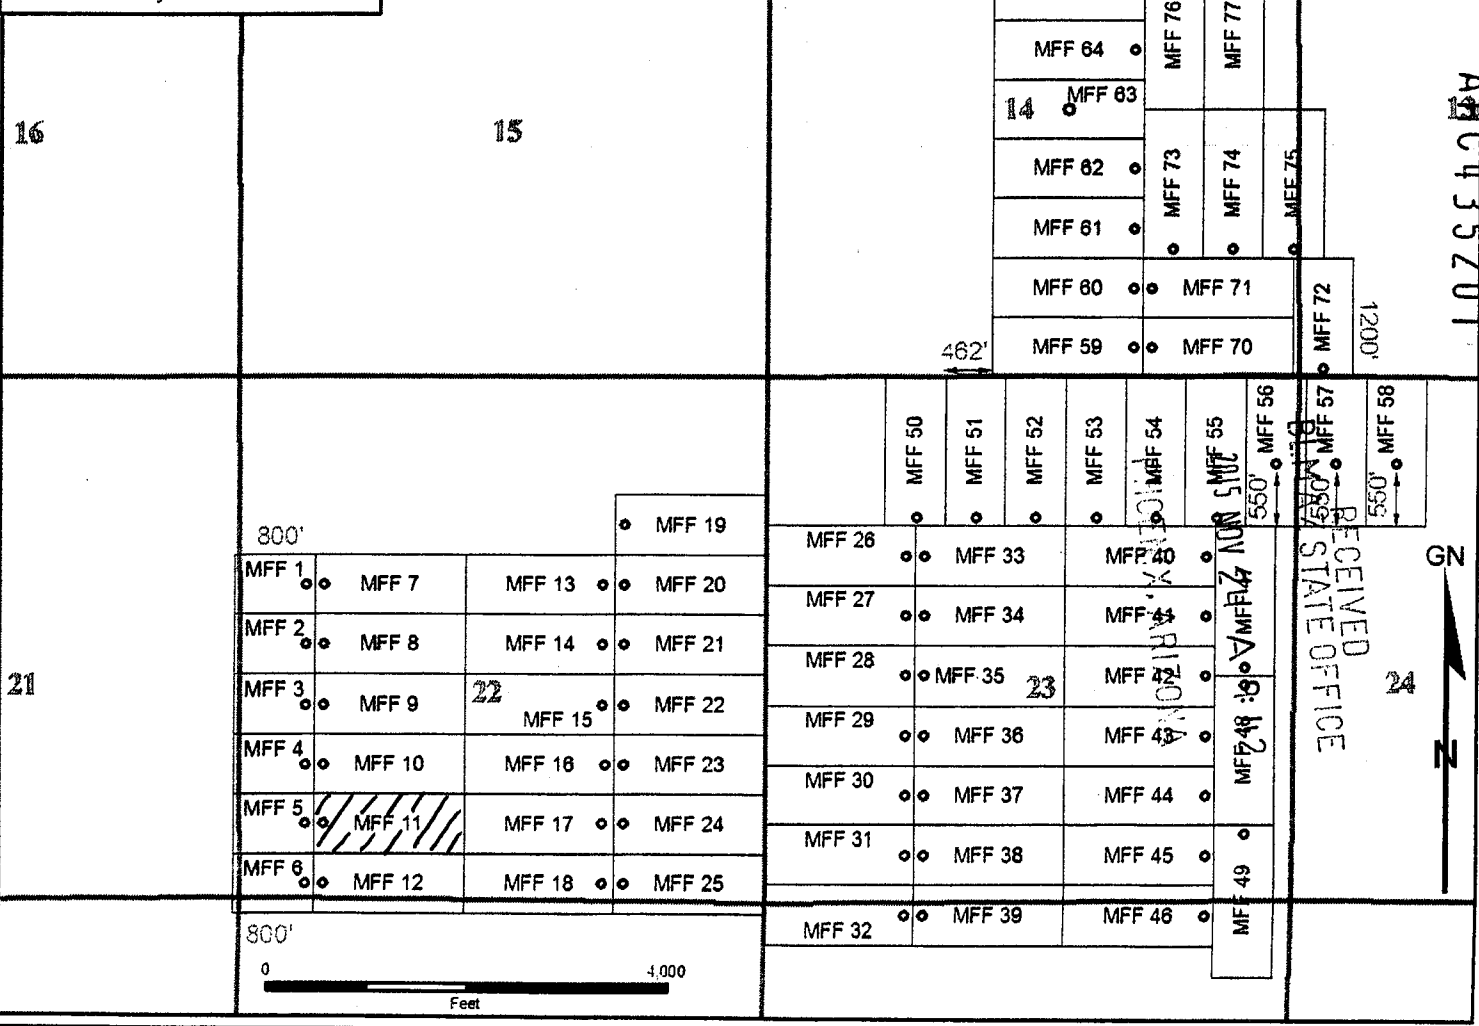 MFF 76
MFF 77
MFF 64
MFF 63
14
16
15
MFF 62
MFF 73
MFF 74
MFF 75
MFF 61
MFF 60
MFF 71
MFF 72
1200'
462'
MFF 59
MFF 70
MFF 50
MFF 51
MFF 52
MFF 53
MFF 54
MFF 55
MFF 56
MFF 57
MFF 58
550'
550'
550'
MFF 19
800'
MFF 26
MFF 33
MFF 40
GN
MFF 1
MFF 7
MFF 13
MFF 20
MFF 27
MFF 34
MFF 41
MFF 2
MFF 8
MFF 14
MFF 21
MFF 28
MFF 35
23
MFF 42
24
21
MFF 3
MFF 9
22
MFF 15
MFF 22
MFF 29
MFF 36
MFF 43
MFF 48
N
MFF 4
MFF 10
MFF 16
MFF 23
MFF 30
MFF 37
MFF 44
MFF 5
MFF 11
MFF 17
MFF 24
MFF 31
MFF 38
MFF 45
MFF 49
MFF 6
MFF 12
MFF 18
MFF 25
MFF 32
MFF 39
MFF 46
800'
0
4,000
Feet
RECEIVED
STATE OFFICE
2015 NOV
ARIZONA